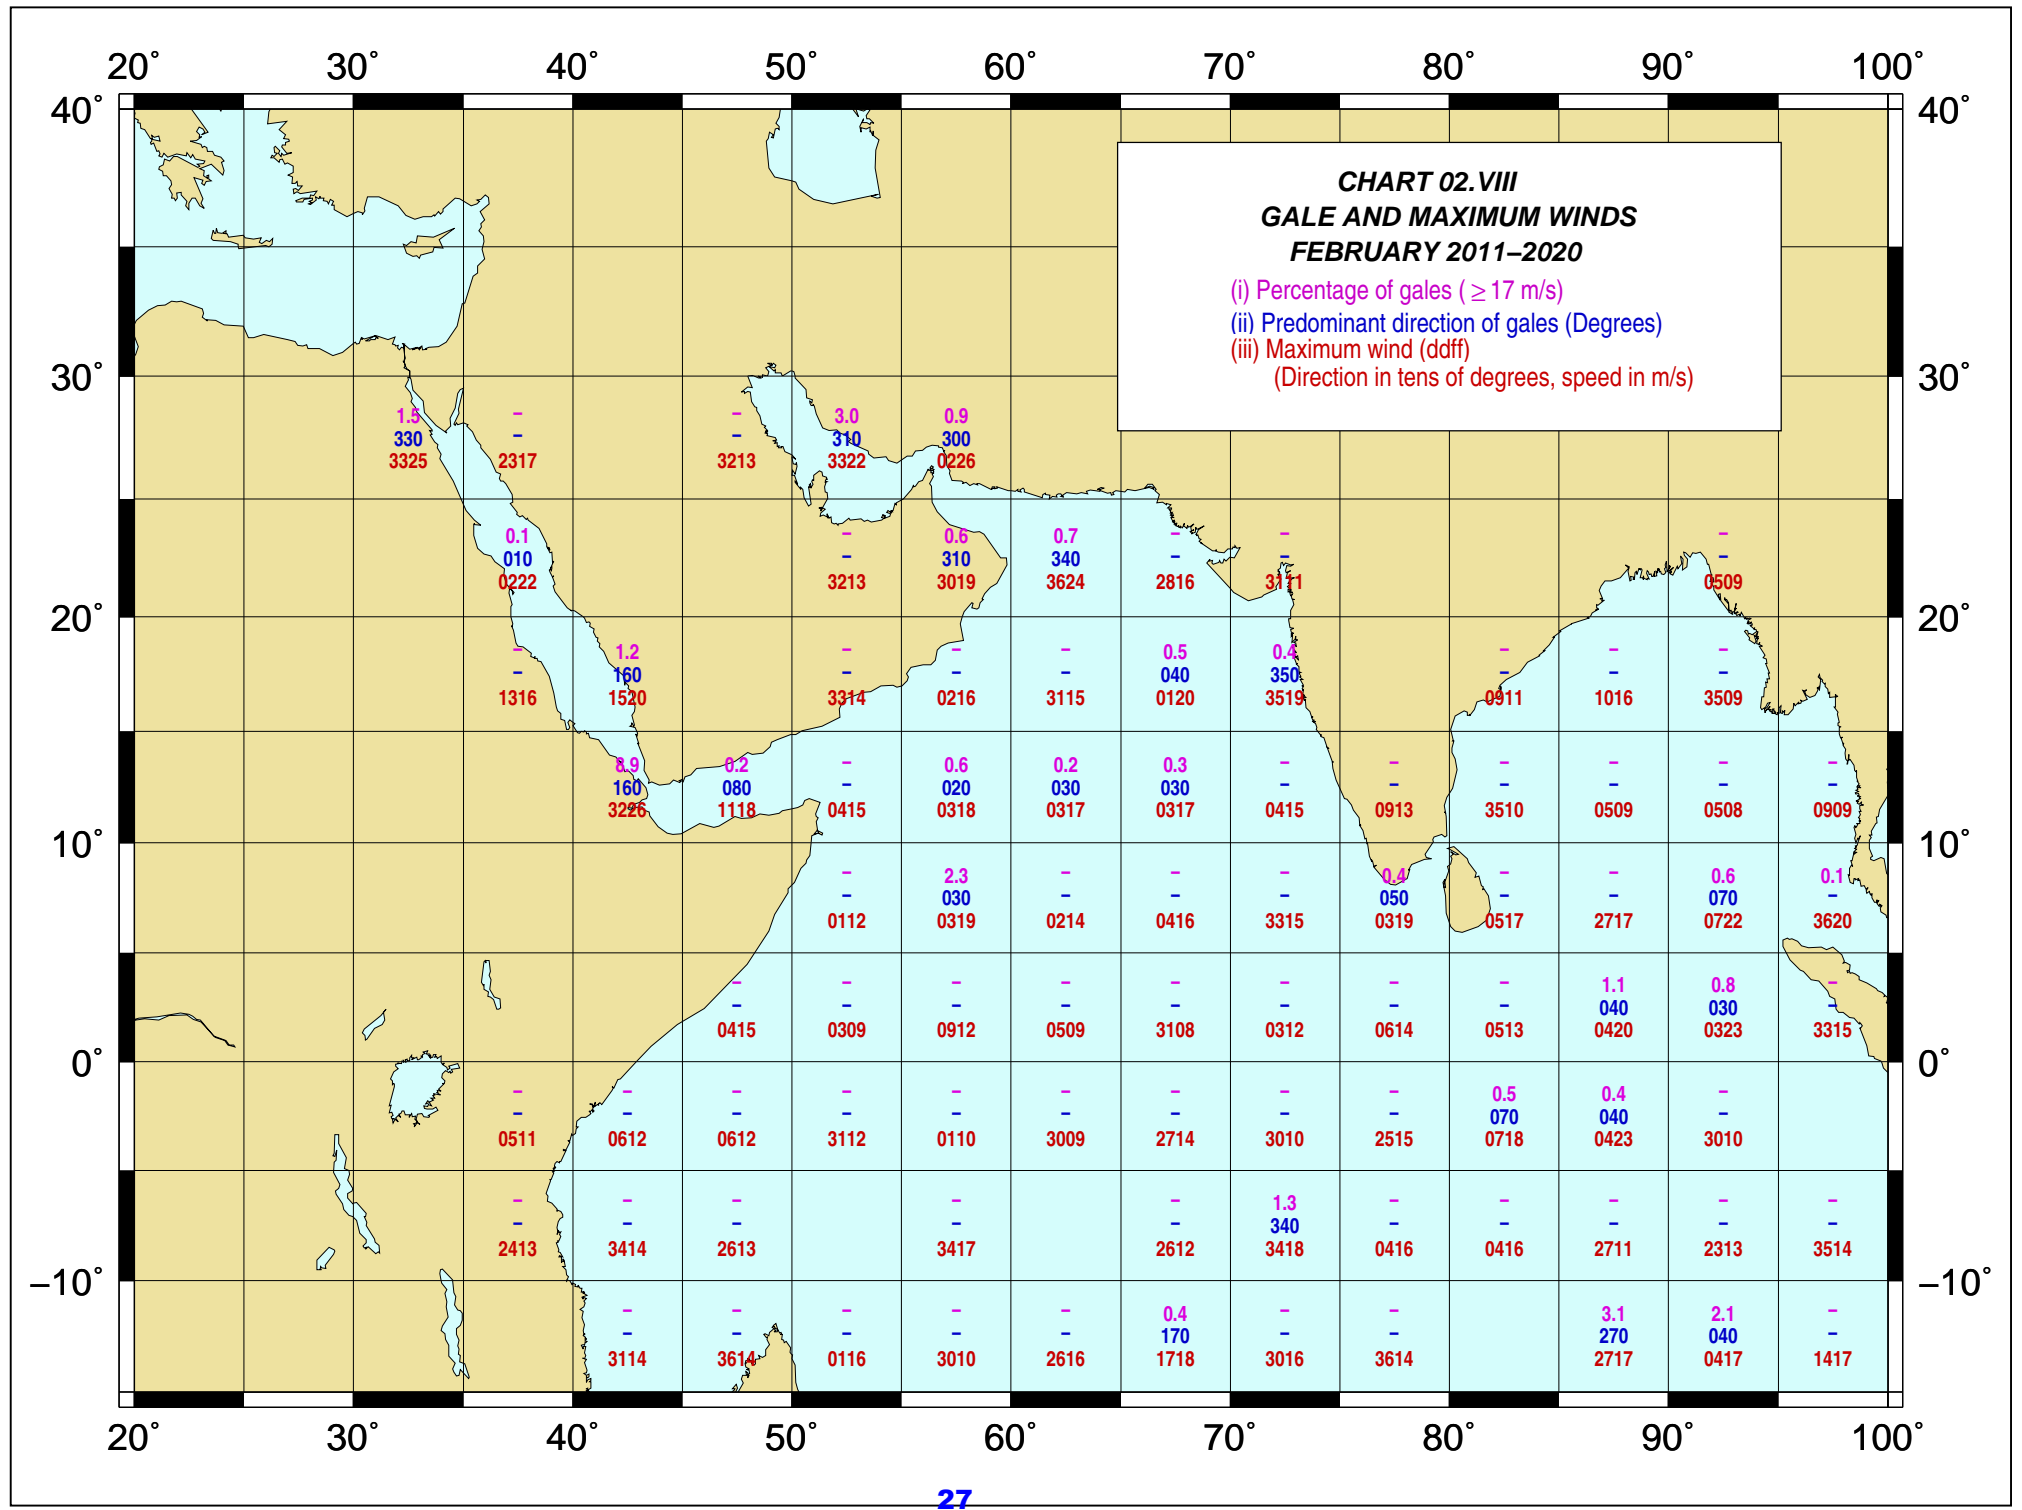 20° 30° 40° 50° 60° 70° 80° 90° 100°
40° 40°
CHART 02.VIII
GALE AND MAXIMUM WINDS
FEBRUARY 2011–2020
(i) Percentage of gales ( ≥ 17 m/s)
(ii) Predominant direction of gales (Degrees)
(iii) Maximum wind (ddff)
(Direction in tens of degrees, speed in m/s)
30° 30°
1.5 – – 3.0 0.9
330 – – 310 300
3325 2317 3213 3322 0226
0.1 – 0.6 0.7 – – –
010 – 310 340 – – –
0222 3213 3019 3624 2816 3111 0509
20° 20°
– 1.2 – – – 0.5 0.4 – – –
– 160 – – – 040 350 – – –
1316 1520 3314 0216 3115 0120 3519 0911 1016 3509
8.9 0.2 – 0.6 0.2 0.3 – – – – – –
160 080 – 020 030 030 – – – – – –
3226 1118 0415 0318 0317 0317 0415 0913 3510 0509 0508 0909
10° 10°
– 2.3 – – – 0.4 – – 0.6 0.1
– 030 – – – 050 – – 070 –
0112 0319 0214 0416 3315 0319 0517 2717 0722 3620
– – – – – – – – 1.1 0.8 –
– – – – – – – – 040 030 –
0415 0309 0912 0509 3108 0312 0614 0513 0420 0323 3315
0° 0°
– – – – – – – – – 0.5 0.4 –
– – – – – – – – – 070 040 –
0511 0612 0612 3112 0110 3009 2714 3010 2515 0718 0423 3010
– – – – – 1.3 – – – – –
– – – – – 340 – – – – –
2413 3414 2613 3417 2612 3418 0416 0416 2711 2313 3514
–10° –10°
– – – – – 0.4 – – 3.1 2.1 –
– – – – – 170 – – 270 040 –
3114 3614 0116 3010 2616 1718 3016 3614 2717 0417 1417
20° 30° 40° 50° 60° 70° 80° 90° 100°
27